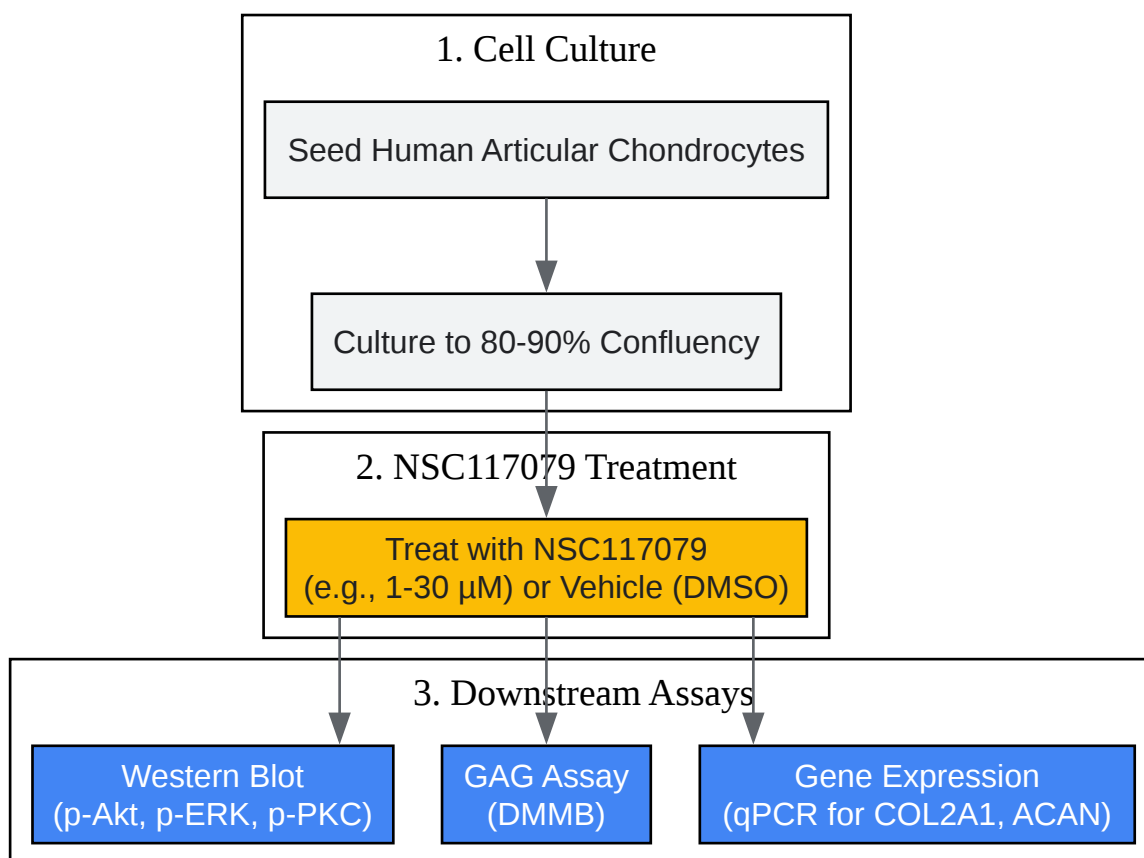 1. Cell Culture
Seed Human Articular Chondrocytes
Culture to 80-90% Confluency
2. NSC117079 Treatment
Treat with NSC117079
(e.g., 1-30 µM) or Vehicle (DMSO)
3. Downstream Assays
Western Blot
(p-Akt, p-ERK, p-PKC)
GAG Assay
(DMMB)
Gene Expression
(qPCR for COL2A1, ACAN)